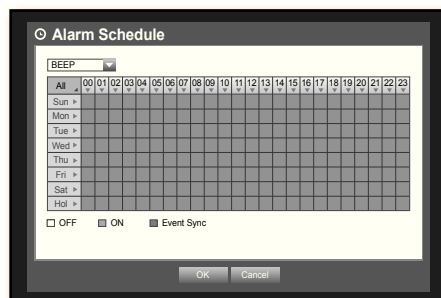 Alarm Schedule
BEEP
All 00 01 02 03 04 05 06 07 08 09 10 11 12 13 14 15 16 17 18 19 20 21 22 23
Sun
Mon
Tue
Wed
Thu
Fri
Sat
Hol
OFF ON Event Sync
OK Cancel